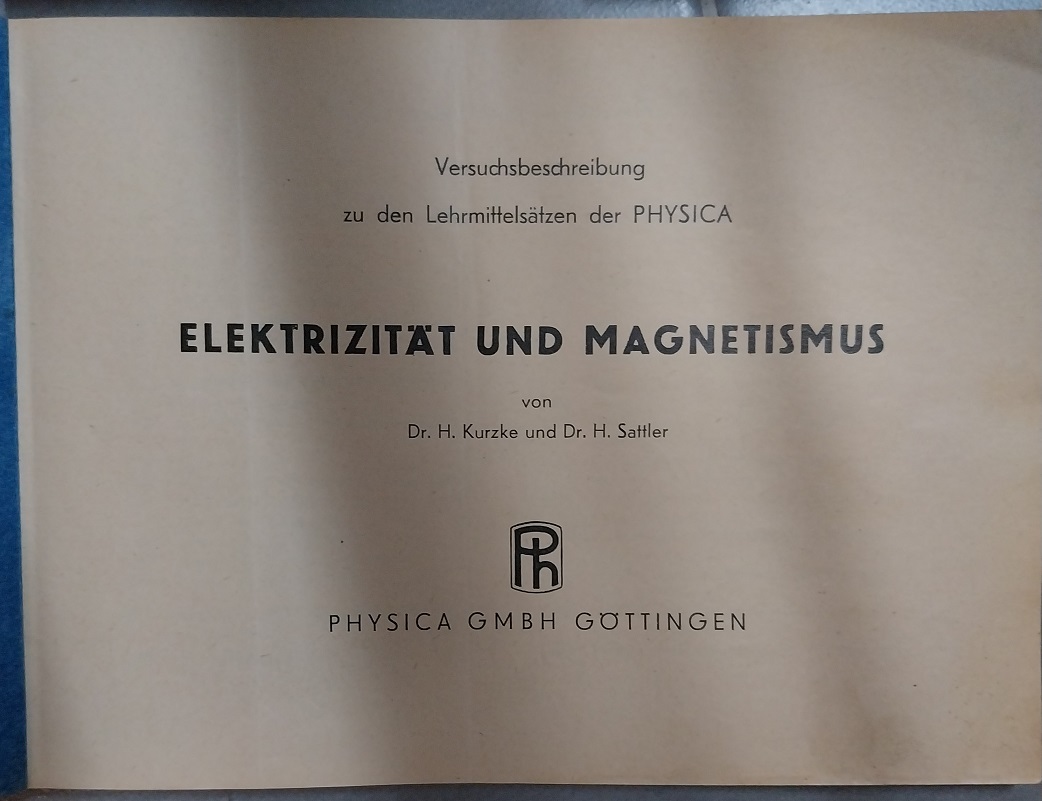 Versuchsbeschreibung
zu den Lehrmittelsätzen der PHYSICA
ELEKTRIZITÄT UND MAGNETISMUS
von
Dr. H. Kurzke und Dr. H. Sattler
Ph
PHYSICA GMBH GÖTTINGEN